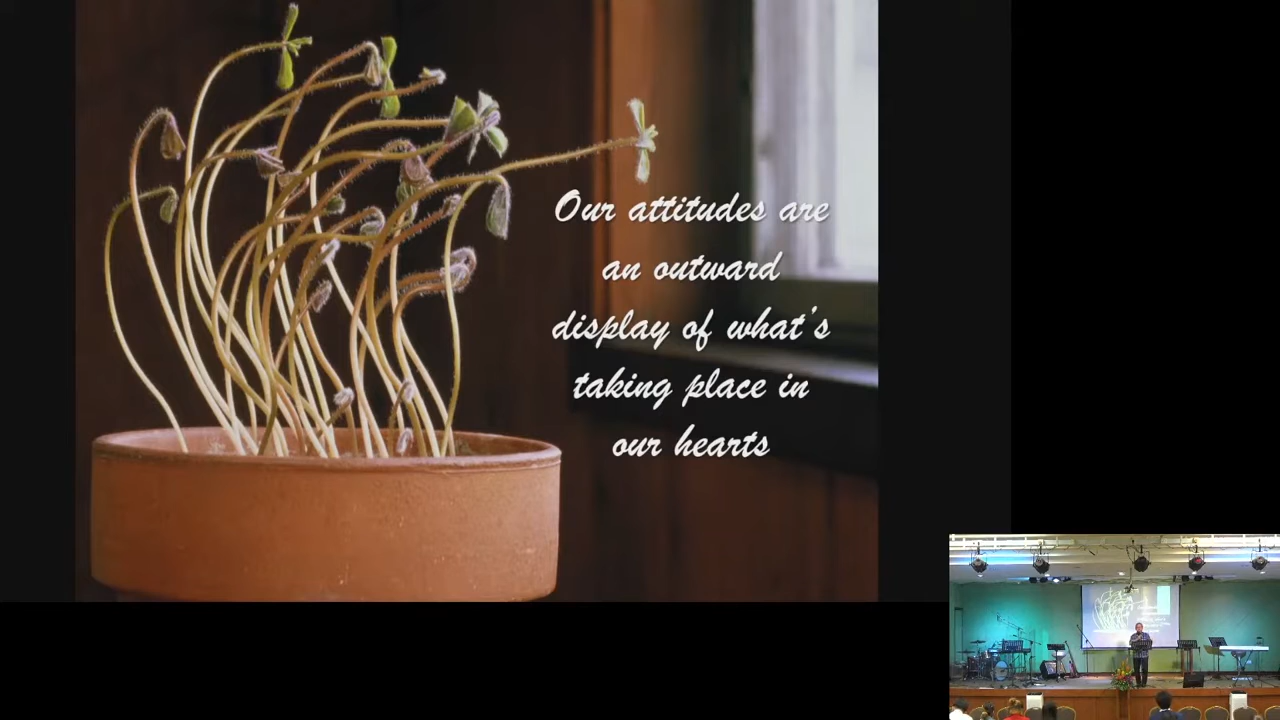 Our attitudes are
an outward
display of what's
taking place in
our hearts